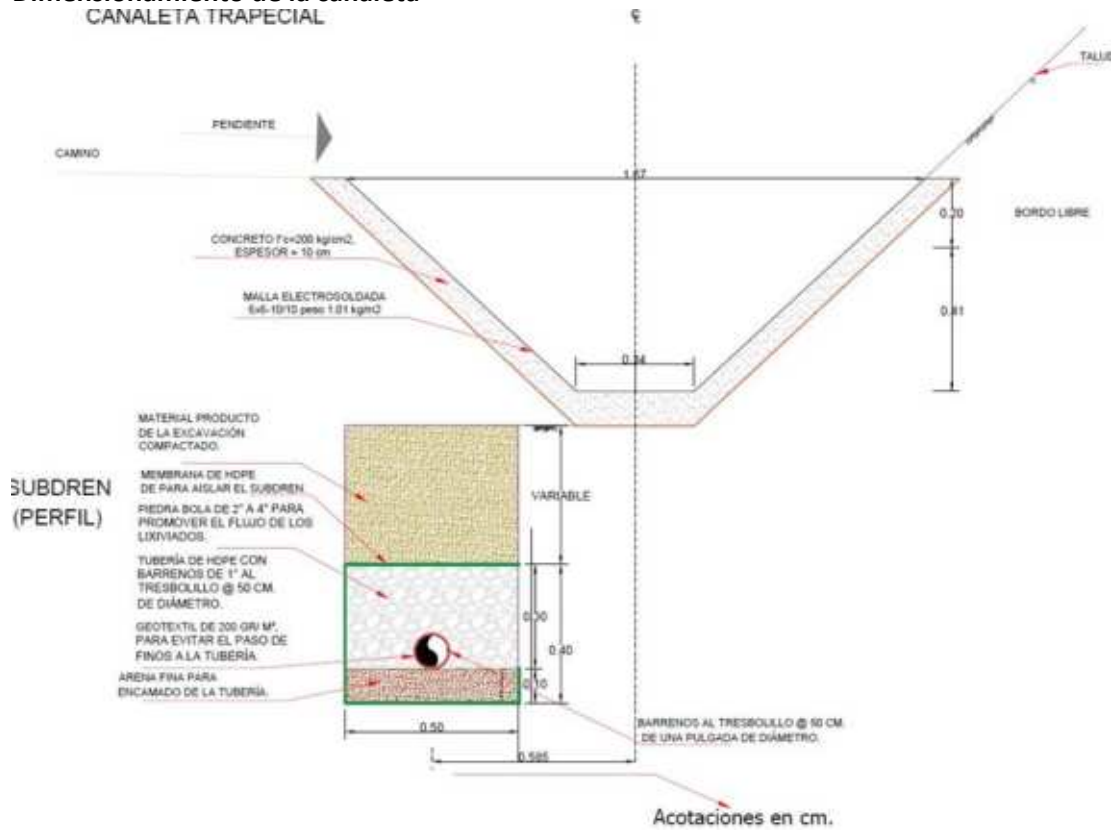 Dimensionamiento de la canaleta
CANALETA TRAPECIAL
TALUD
PENDIENTE
CAMINO
1.67
0.20
BORDO LIBRE
CONCRETO f'c=200 kg/cm2,
ESPESOR = 10 cm
MALLA ELECTROSOLDADA
6x6-10/10 peso 1.01 kg/m2
0.41
0.34
MATERIAL PRODUCTO
DE LA EXCAVACIÓN
COMPACTADO.
SUBDREN
(PERFIL)
MEMBRANA DE HDPE
DE PARA AISLAR EL SUBDREN
VARIABLE
PIEDRA BOLA DE 2" A 4" PARA
PROMOVER EL FLUJO DE LOS
LIXIVIADOS.
TUBERÍA DE HDPE CON
BARRENOS DE 1" AL
TRESBOLILLO @ 50 CM.
DE DIÁMETRO.
0.30
0.40
GEOTEXTIL DE 200 GR/ M²,
PARA EVITAR EL PASO DE
FINOS A LA TUBERÍA.
ARENA FINA PARA
ENCAMADO DE LA TUBERÍA.
0.10
0.50
BARRENOS AL TRESBOLILLO @ 50 CM.
DE UNA PULGADA DE DIÁMETRO.
0.585
Acotaciones en cm.